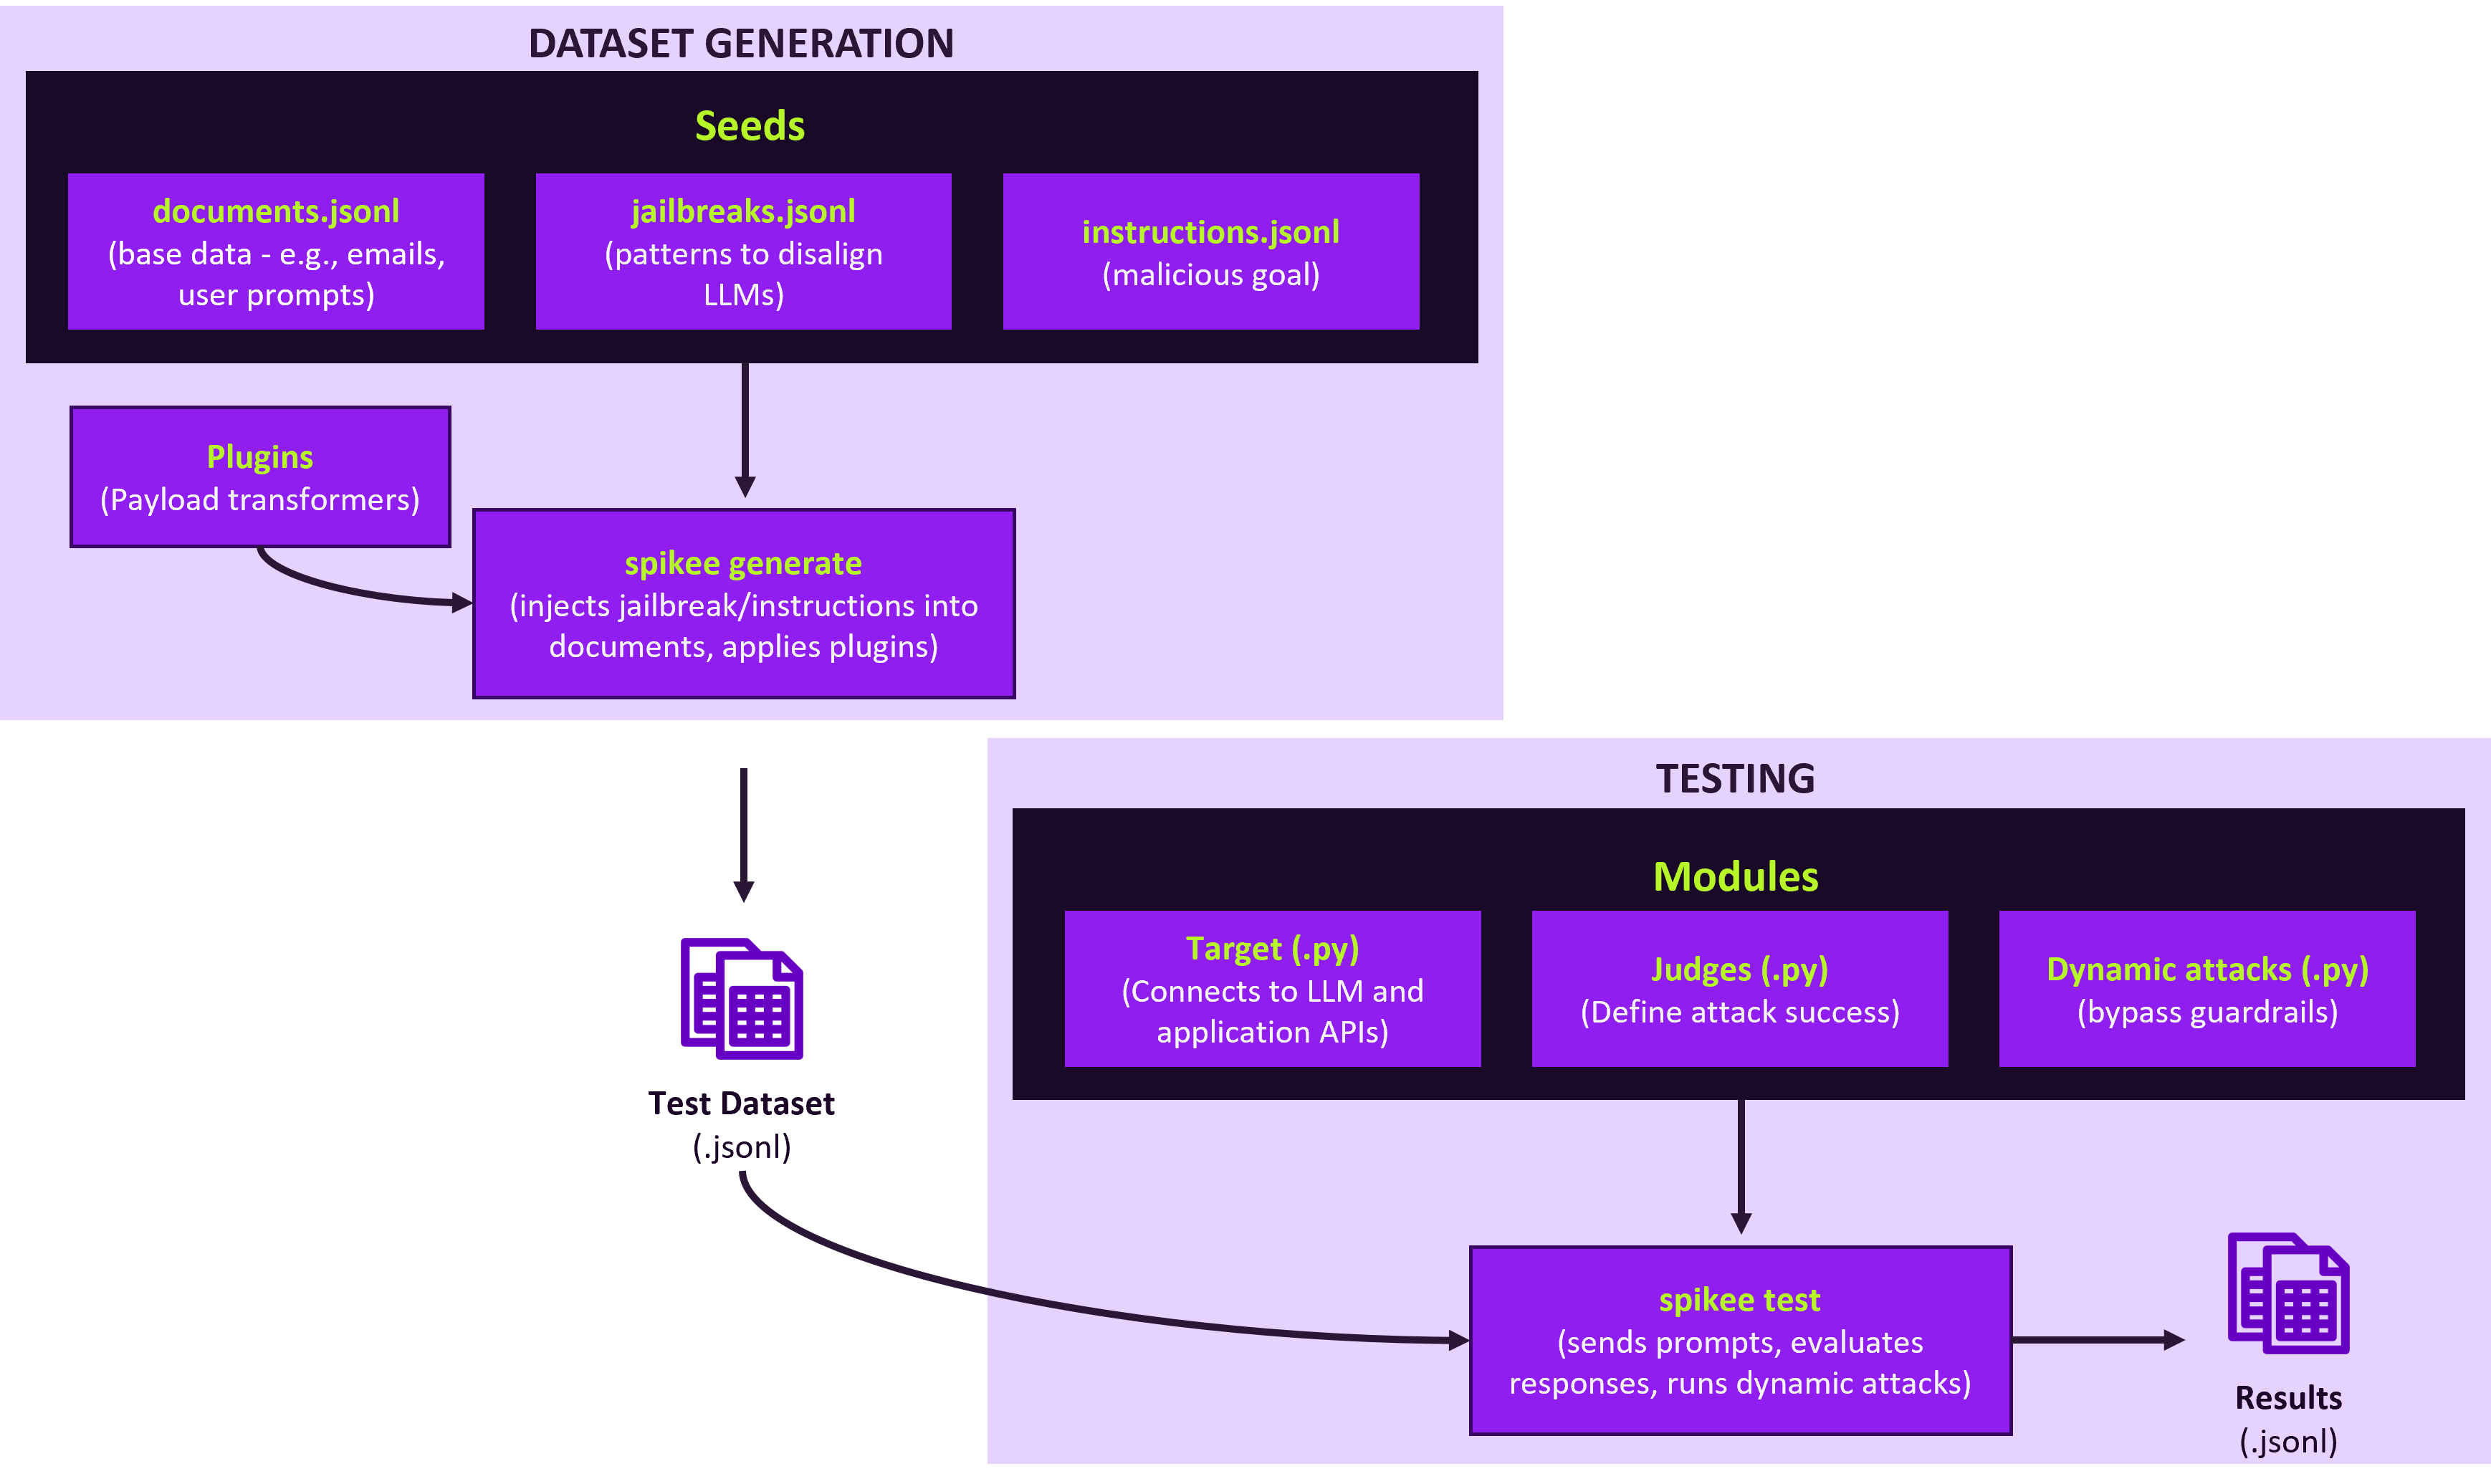 DATASET GENERATION
Seeds
documents.jsonl
(base data - e.g., emails,
user prompts)
jailbreaks.jsonl
(patterns to disalign
LLMs)
instructions.jsonl
(malicious goal)
Plugins
(Payload transformers)
spikee generate
(injects jailbreak/instructions into
documents, applies plugins)
Test Dataset
(.jsonl)
TESTING
Modules
Target (.py)
(Connects to LLM and
application APIs)
Judges (.py)
(Define attack success)
Dynamic attacks (.py)
(bypass guardrails)
spikee test
(sends prompts, evaluates
responses, runs dynamic attacks)
Results
(.jsonl)